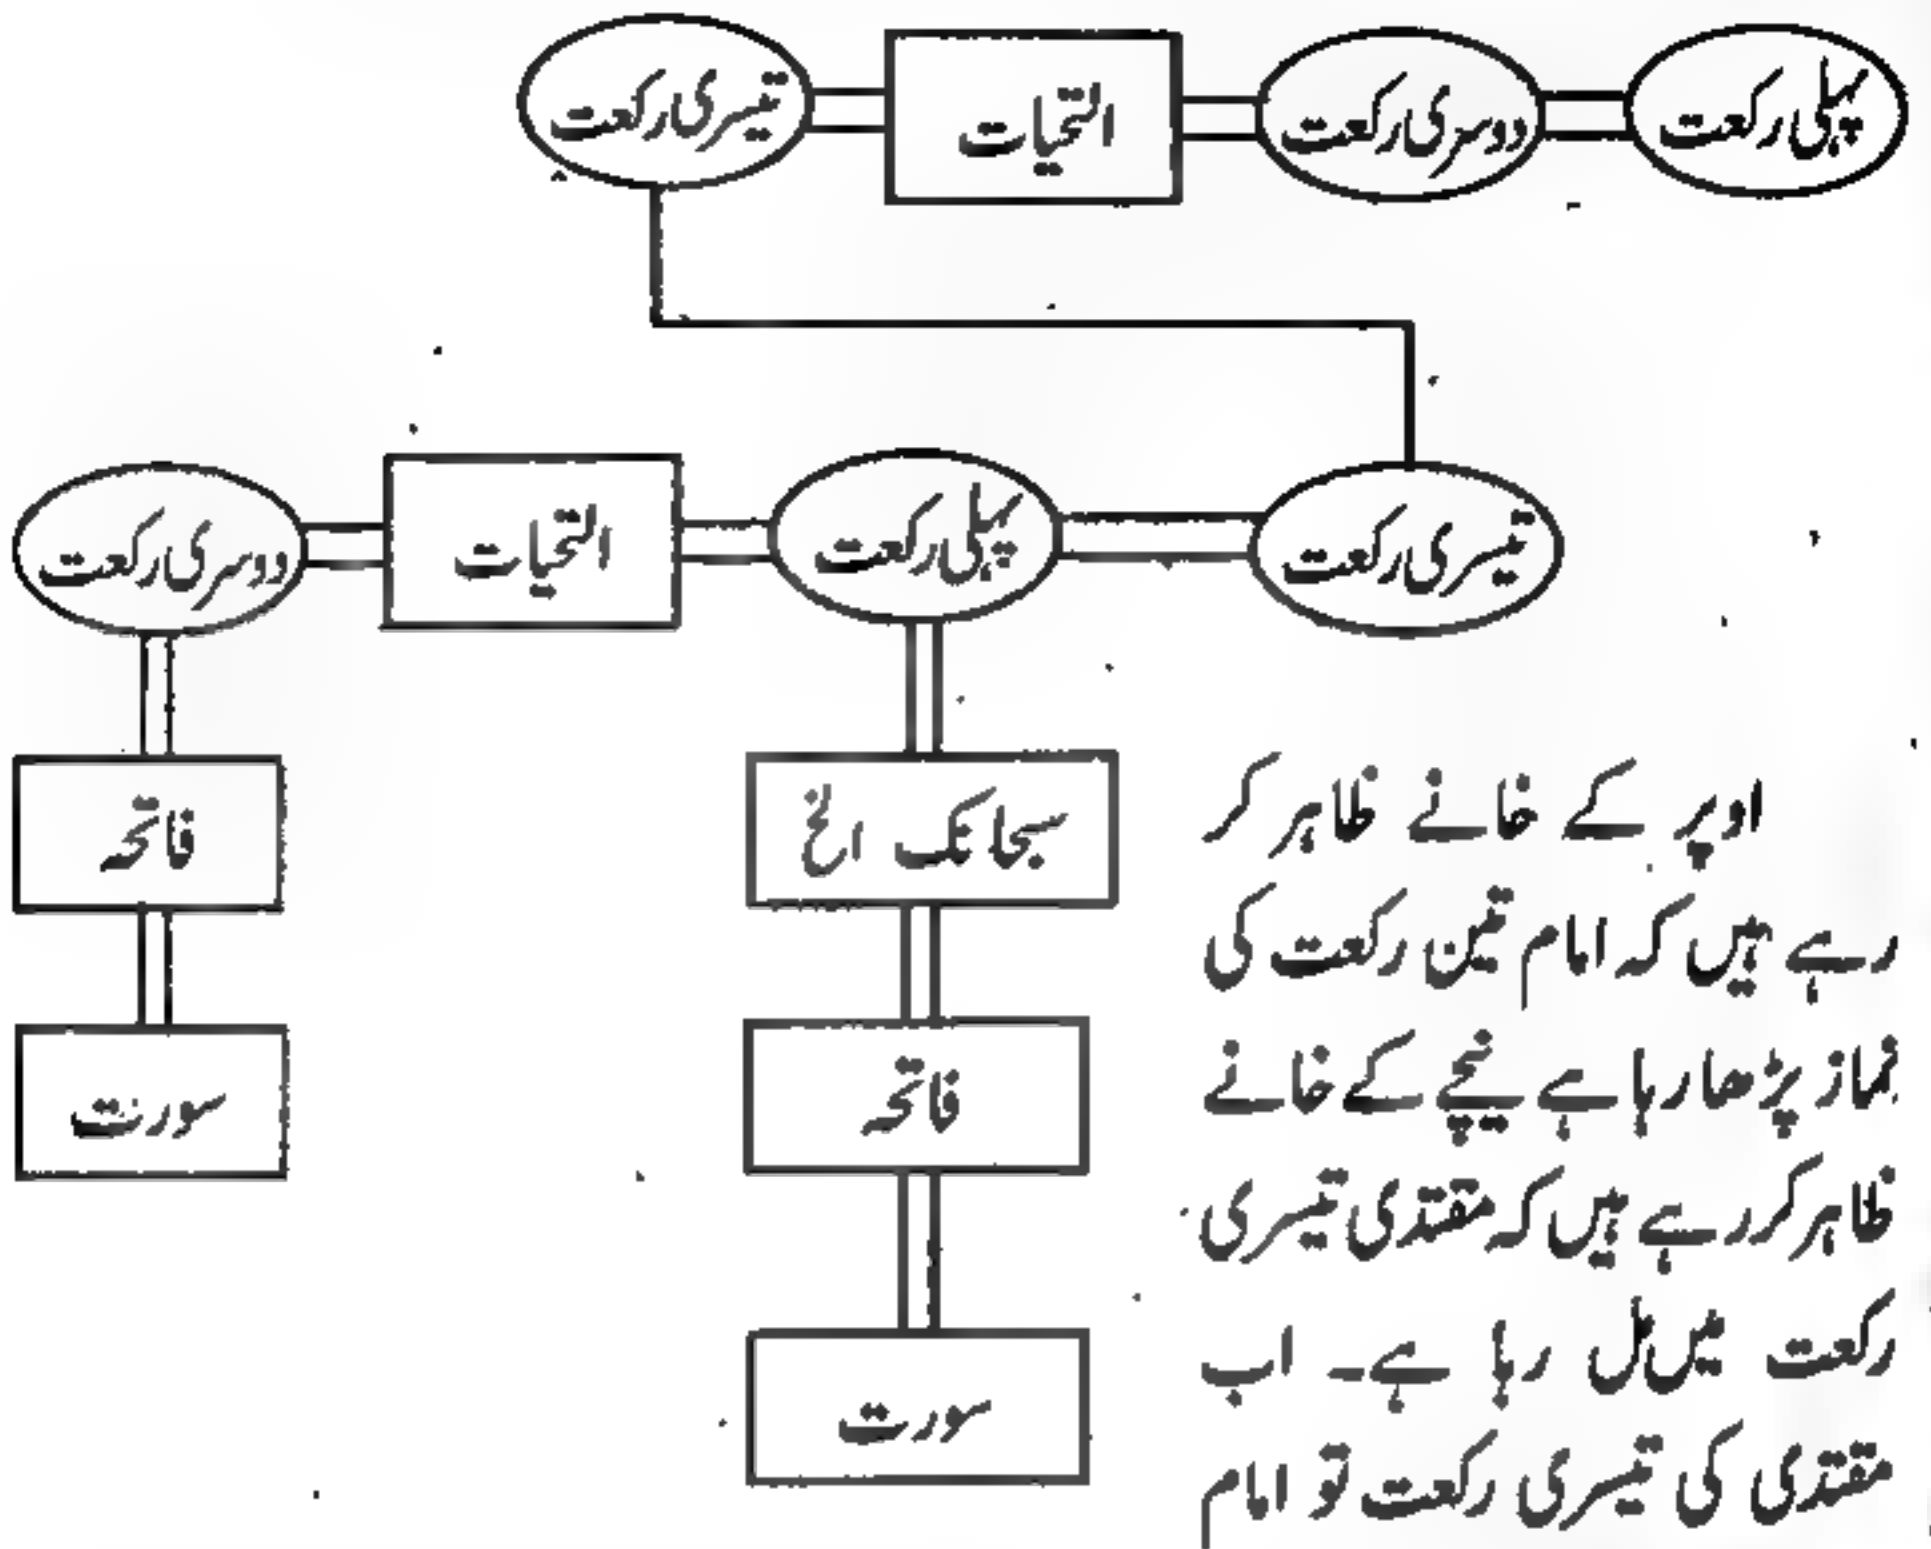 پہلی رکعت
دوسری رکعت
التحیات
تیسری رکعت
تیسری رکعت
پہلی رکعت
التحیات
دوسری رکعت
سبحانک الخ
فاتحہ
سورت
فاتحہ
سورت
اوپر کے خانے ظاہر کر
رہے ہیں کہ امام تین رکعت کی
نماز پڑھا رہا ہے نیچے کے خانے
ظاہر کر رہے ہیں کہ مقتدی تیسری
رکعت میں مل رہا ہے۔ اب
مقتدی کی تیسری رکعت تو امام